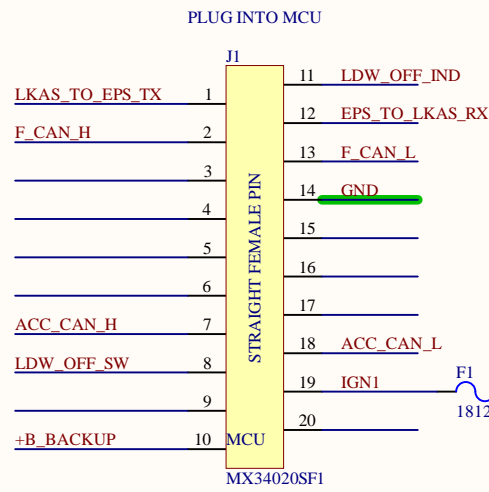 PLUG INTO MCU
J1
LKAS_TO_EPS_TX 1
F_CAN_H 2
3
4
5
6
ACC_CAN_H 7
LDW_OFF_SW 8
9
+B_BACKUP 10
STRAIGHT FEMALE PIN
MCU
11 LDW_OFF_IND
12 EPS_TO_LKAS_RX
13 F_CAN_L
14 GND
15
16
17
18 ACC_CAN_L
19 IGN1
20
F1
1812
MX34020SF1